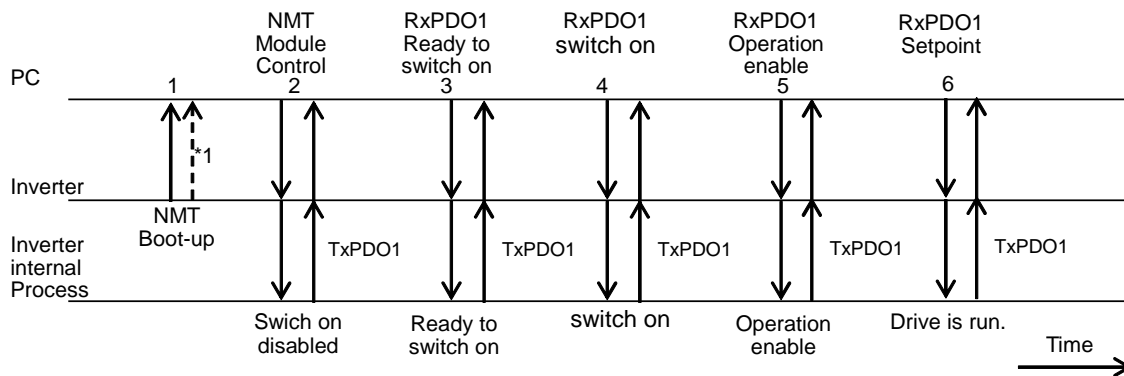 NMT
Module
Control
RxPDO1
Ready to
switch on
RxPDO1
switch on
RxPDO1
Operation
enable
RxPDO1
Setpoint
PC
1
2
3
4
5
6
*1
Inverter
NMT
Boot-up
Inverter
internal
Process
TxPDO1
TxPDO1
TxPDO1
TxPDO1
TxPDO1
Swich on
disabled
Ready to
switch on
switch on
Operation
enable
Drive is run.
Time